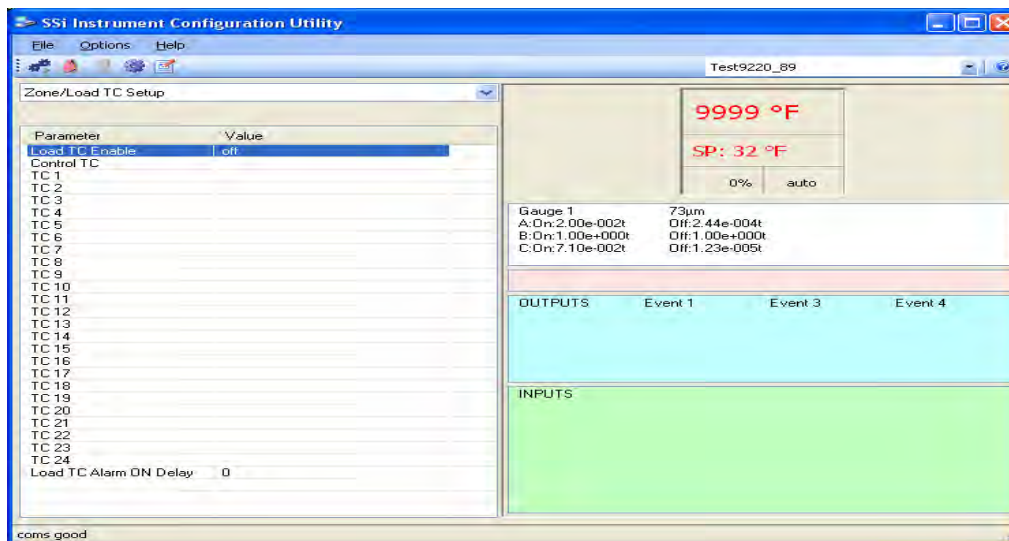 SSi Instrument Configuration Utility
File Options Help
Test9220_89
Zone/Load TC Setup
Parameter Value
Load TC Enable off
Control TC
TC 1
TC 2
TC 3
TC 4
TC 5
TC 6
TC 7
TC 8
TC 9
TC 10
TC 11
TC 12
TC 13
TC 14
TC 15
TC 16
TC 17
TC 18
TC 19
TC 20
TC 21
TC 22
TC 23
TC 24
Load TC Alarm ON Delay 0
9999 °F
SP: 32 °F
0% auto
Gauge 1 73µm
A:On:2.00e-002t Off:2.44e-004t
B:On:1.00e+000t Off:1.00e+000t
C:On:7.10e-002t Off:1.23e-005t
OUTPUTS Event 1 Event 3 Event 4
INPUTS
coms good